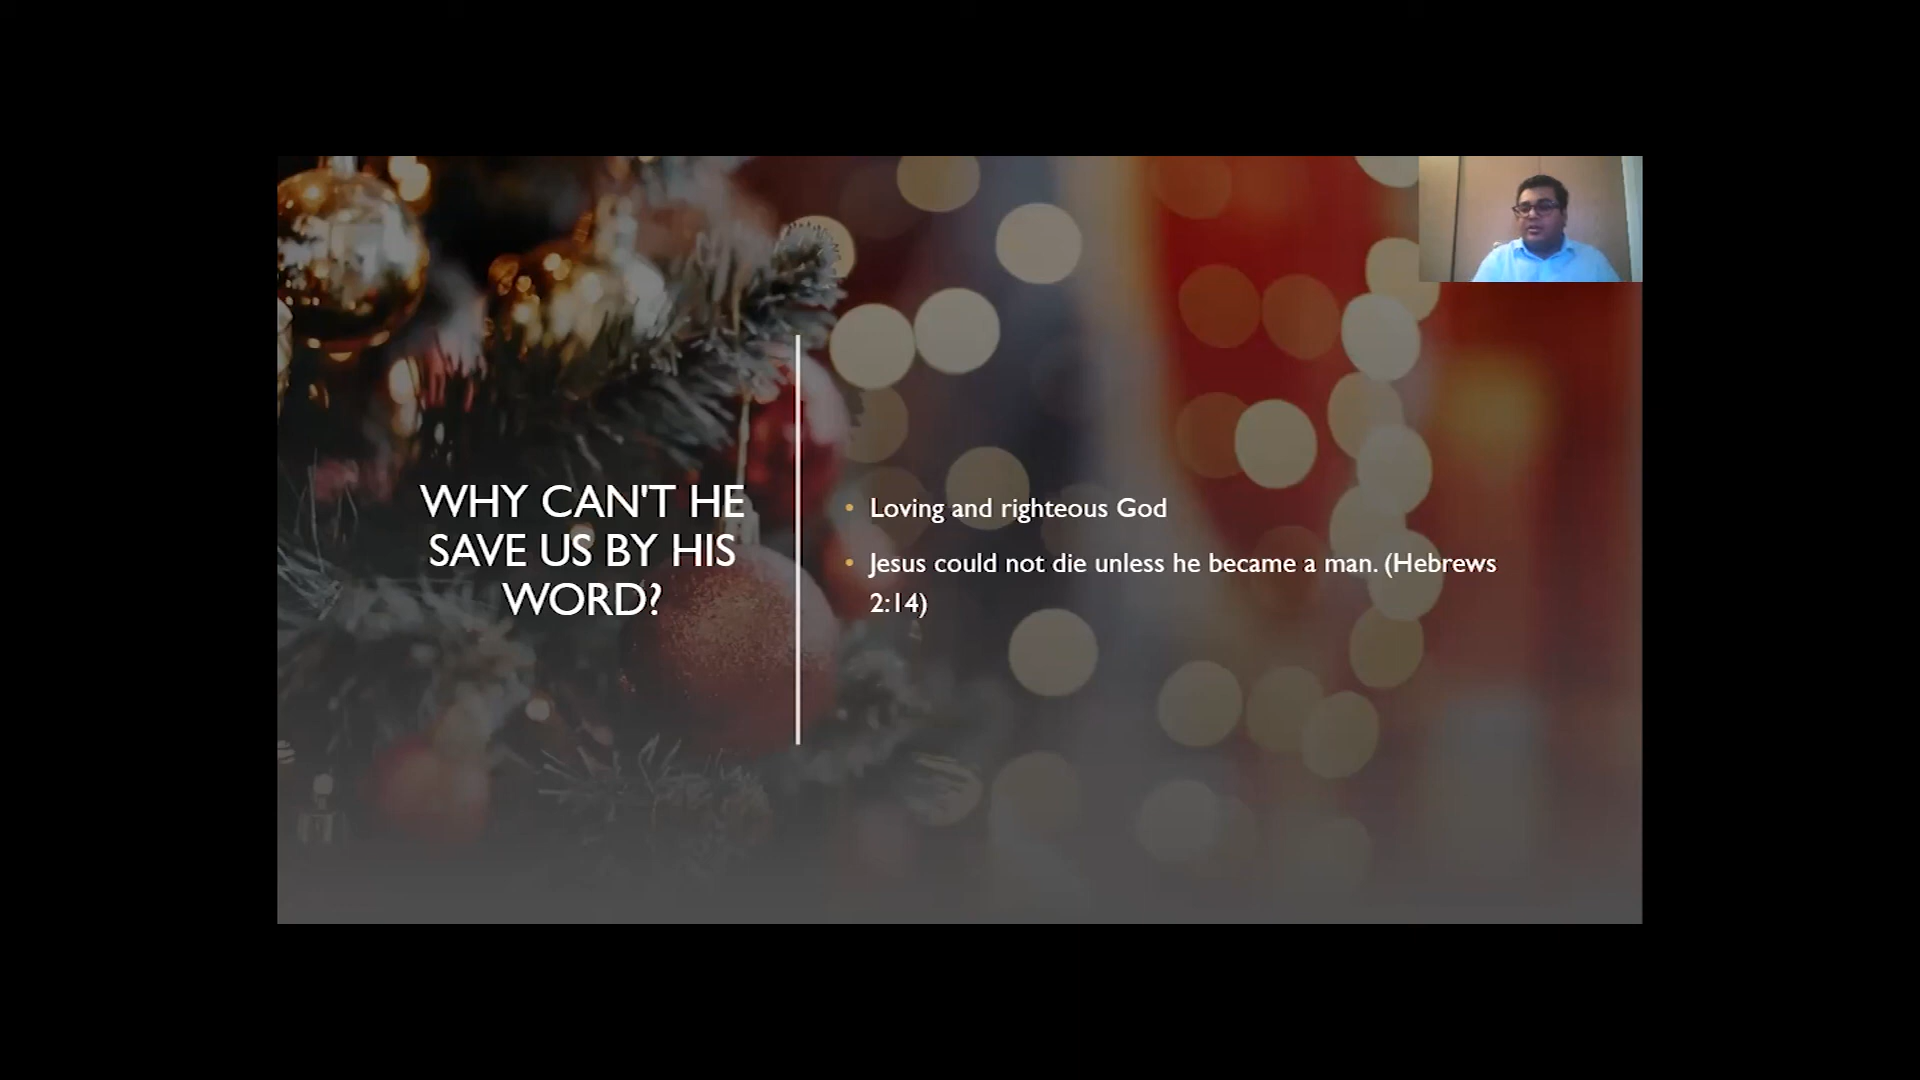 WHY CAN'T HE
SAVE US BY HIS
WORD?
• Loving and righteous God
• Jesus could not die unless he became a man. (Hebrews
2:14)